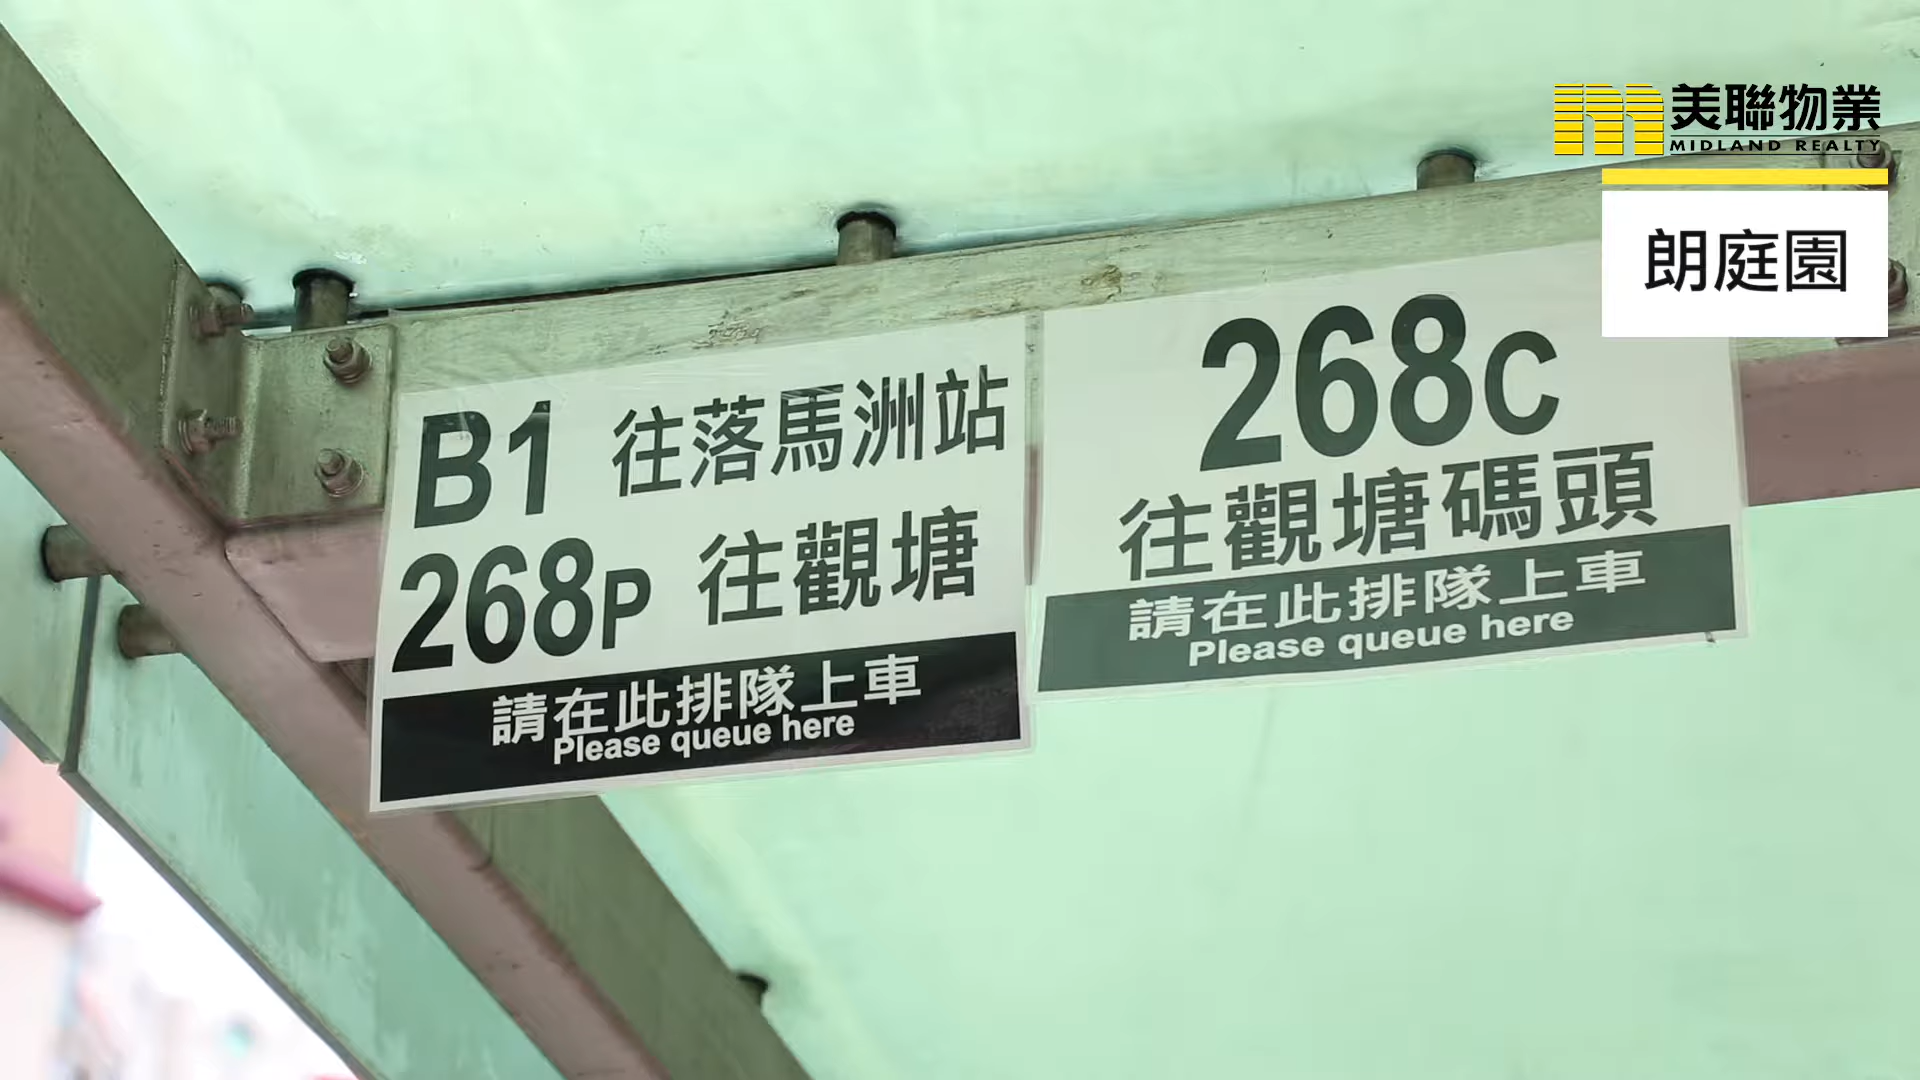 美聯物業
MIDLAND REALTY
朗庭園
B1 往落馬洲站
268P 往觀塘
請在此排隊上車
Please queue here
268C
往觀塘碼頭
請在此排隊上車
Please queue here